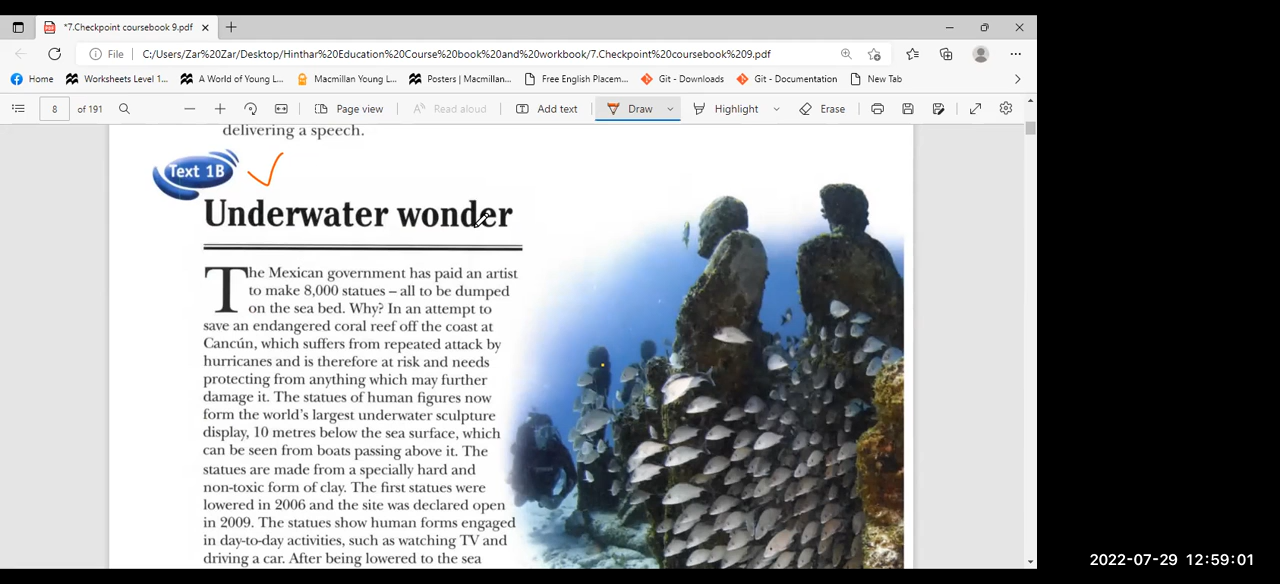 *7.Checkpoint coursebook 9.pdf
File
C:/Users/Zar%20Zar/Desktop/Hinthar%20Education%20Course%20book%20and%20workbook/7.Checkpoint%20coursebook%209.pdf
Home
Worksheets Level 1...
A World of Young L...
Macmillan Young L...
Posters | Macmillan...
Free English Placem...
Git - Downloads
Git - Documentation
New Tab
8
of 191
Page view
Read aloud
Add text
Draw
Highlight
Erase
delivering a speech.
Text 1B
Underwater wonder
The Mexican government has paid an artist
to make 8,000 statues – all to be dumped
on the sea bed. Why? In an attempt to
save an endangered coral reef off the coast at
Cancún, which suffers from repeated attack by
hurricanes and is therefore at risk and needs
protecting from anything which may further
damage it. The statues of human figures now
form the world's largest underwater sculpture
display, 10 metres below the sea surface, which
can be seen from boats passing above it. The
statues are made from a specially hard and
non-toxic form of clay. The first statues were
lowered in 2006 and the site was declared open
in 2009. The statues show human forms engaged
in day-to-day activities, such as watching TV and
driving a car. After being lowered to the sea
2022-07-29 12:59:01